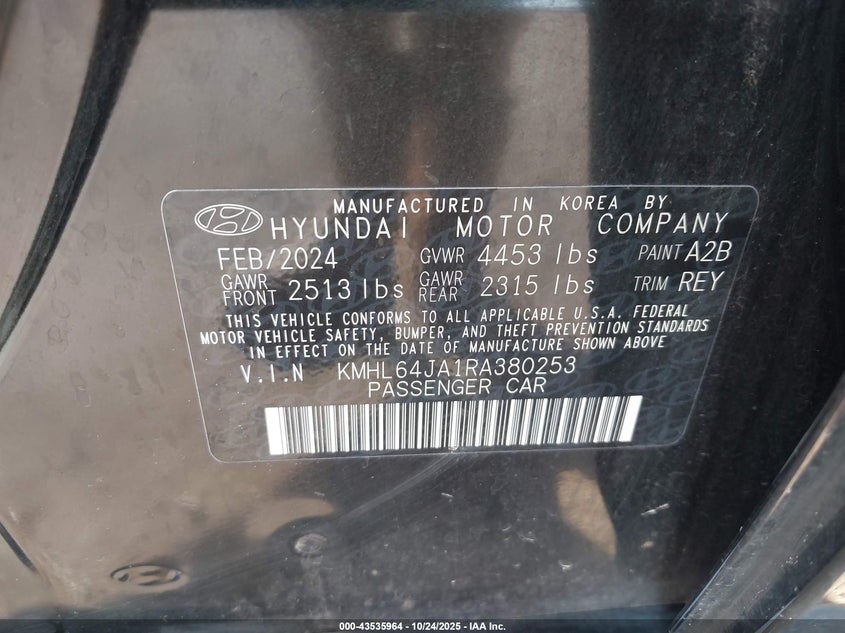 MANUFACTURED IN KOREA BY
HYUNDAI MOTOR COMPANY
FEB/2024 GVWR 4453 lbs PAINT A2B
GAWR FRONT 2513 lbs GAWR REAR 2315 lbs TRIM REY
THIS VEHICLE CONFORMS TO ALL APPLICABLE U.S.A. FEDERAL
MOTOR VEHICLE SAFETY, BUMPER, AND THEFT PREVENTION STANDARDS
IN EFFECT ON THE DATE OF MANUFACTURE SHOWN ABOVE
V.I.N KMHL64JA1RA380253
PASSENGER CAR
000-43535964 - 10/24/2025 - IAA Inc.